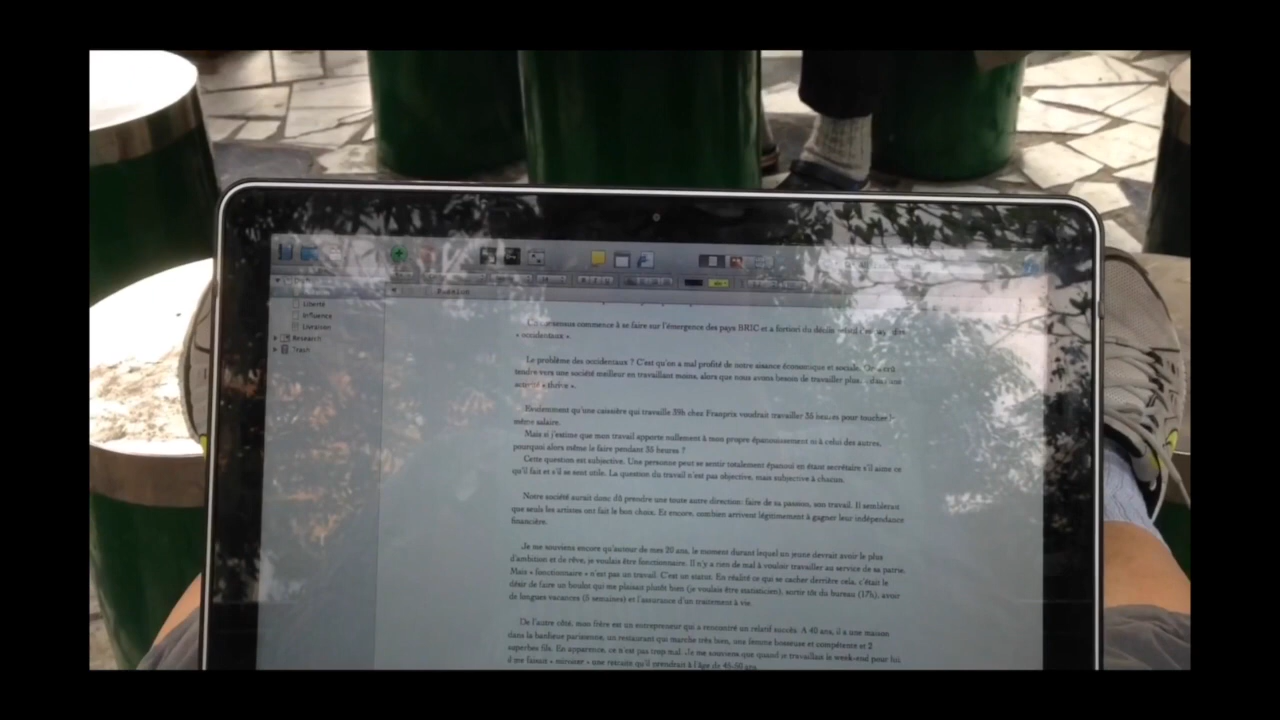 Liberté
Influence
Livraison
Research
Trash
consensus commence à se faire sur l'émergence des pays BRIC et a fortiori du déclin
« occidentaux ».
Le problème des occidentaux ? C'est qu'on a mal profité de notre aisance économique et sociale.
tendre vers une société meilleur en travaillant moins, alors que nous avons besoin de travailler plus
activité « thrive ».
Evidemment qu'une caissière qui travaille 39h chez Franprix voudrait travailler 35 heures pour toucher
même salaire.
Mais si j'estime que mon travail apporte nullement à mon propre épanouissement ni à celui des autres,
pourquoi alors même le faire pendant 35 heures ?
Cette question est subjective. Une personne peut se sentir totalement épanoui en étant secrétaire s'il aime ce
qu'il fait et s'il se sent utile. La question du travail n'est pas objective, mais subjective à chacun.
Notre société aurait donc dû prendre une toute autre direction: faire de sa passion, son travail. Il semblerait
que seuls les artistes ont fait le bon choix. Et encore, combien arrivent légitimement à gagner leur indépendance
financière.
Je me souviens encore qu'autour de mes 20 ans, le moment durant lequel un jeune devrait avoir le plus
d'ambition et de rêve, je voulais être fonctionnaire. Il n'y a rien de mal à vouloir travailler au service de sa patrie.
Mais « fonctionnaire » n'est pas un travail. C'est un statut. En réalité ce qui se cacher derrière cela, c'était le
désir de faire un boulot qui me plaisait plutôt bien (je voulais être statisticien), sortir tôt du bureau (17h), avoir
de longues vacances (5 semaines) et l'assurance d'un traitement à vie.
De l'autre côté, mon frère est un entrepreneur qui a rencontré un relatif succès. A 40 ans, il a une maison
dans la banlieue parisienne, un restaurant qui marche très bien, une femme bosseuse et compétente et 2
superbes fils. En apparence, ce n'est pas trop mal. Je me souviens que quand je travaillais le week-end pour lui
il me faisait « miroiter » une retraite qu'il prendrait à l'âge de 45-50 ans.